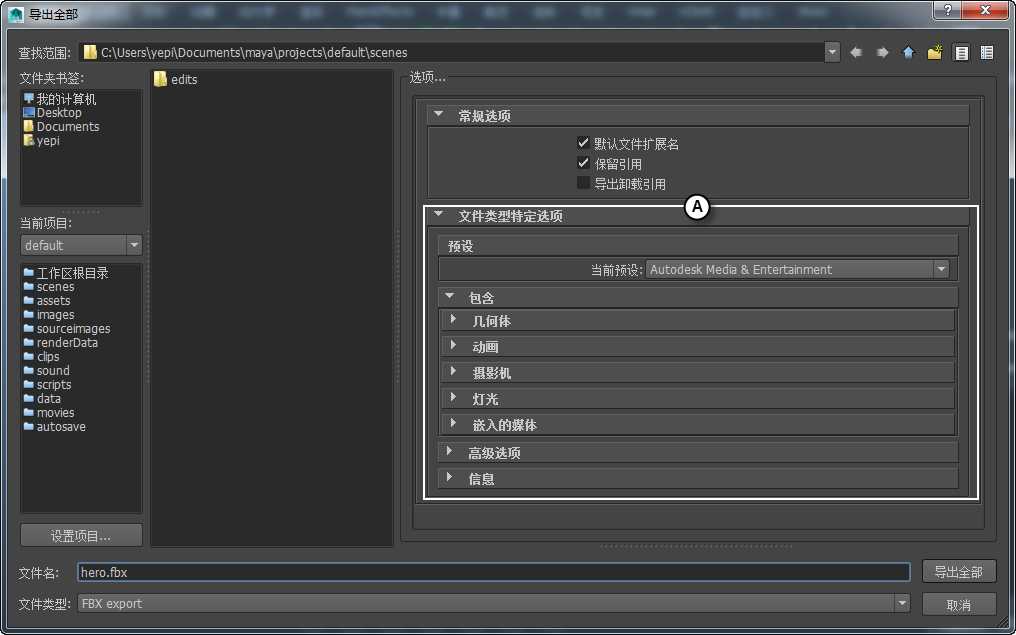 导出全部
查找范围: C:\Users\yepi\Documents\maya\projects\default\scenes
文件夹书签:
我的计算机
Desktop
Documents
yepi
当前项目:
default
工作区根目录
scenes
assets
images
sourceimages
renderData
clips
sound
scripts
data
movies
autosave
设置项目...
edits
选项...
常规选项
默认文件扩展名
保留引用
导出卸载引用
A
文件类型特定选项
预设
当前预设: Autodesk Media & Entertainment
包含
几何体
动画
摄影机
灯光
嵌入的媒体
高级选项
信息
文件名: hero.fbx
导出全部
文件类型: FBX export
取消